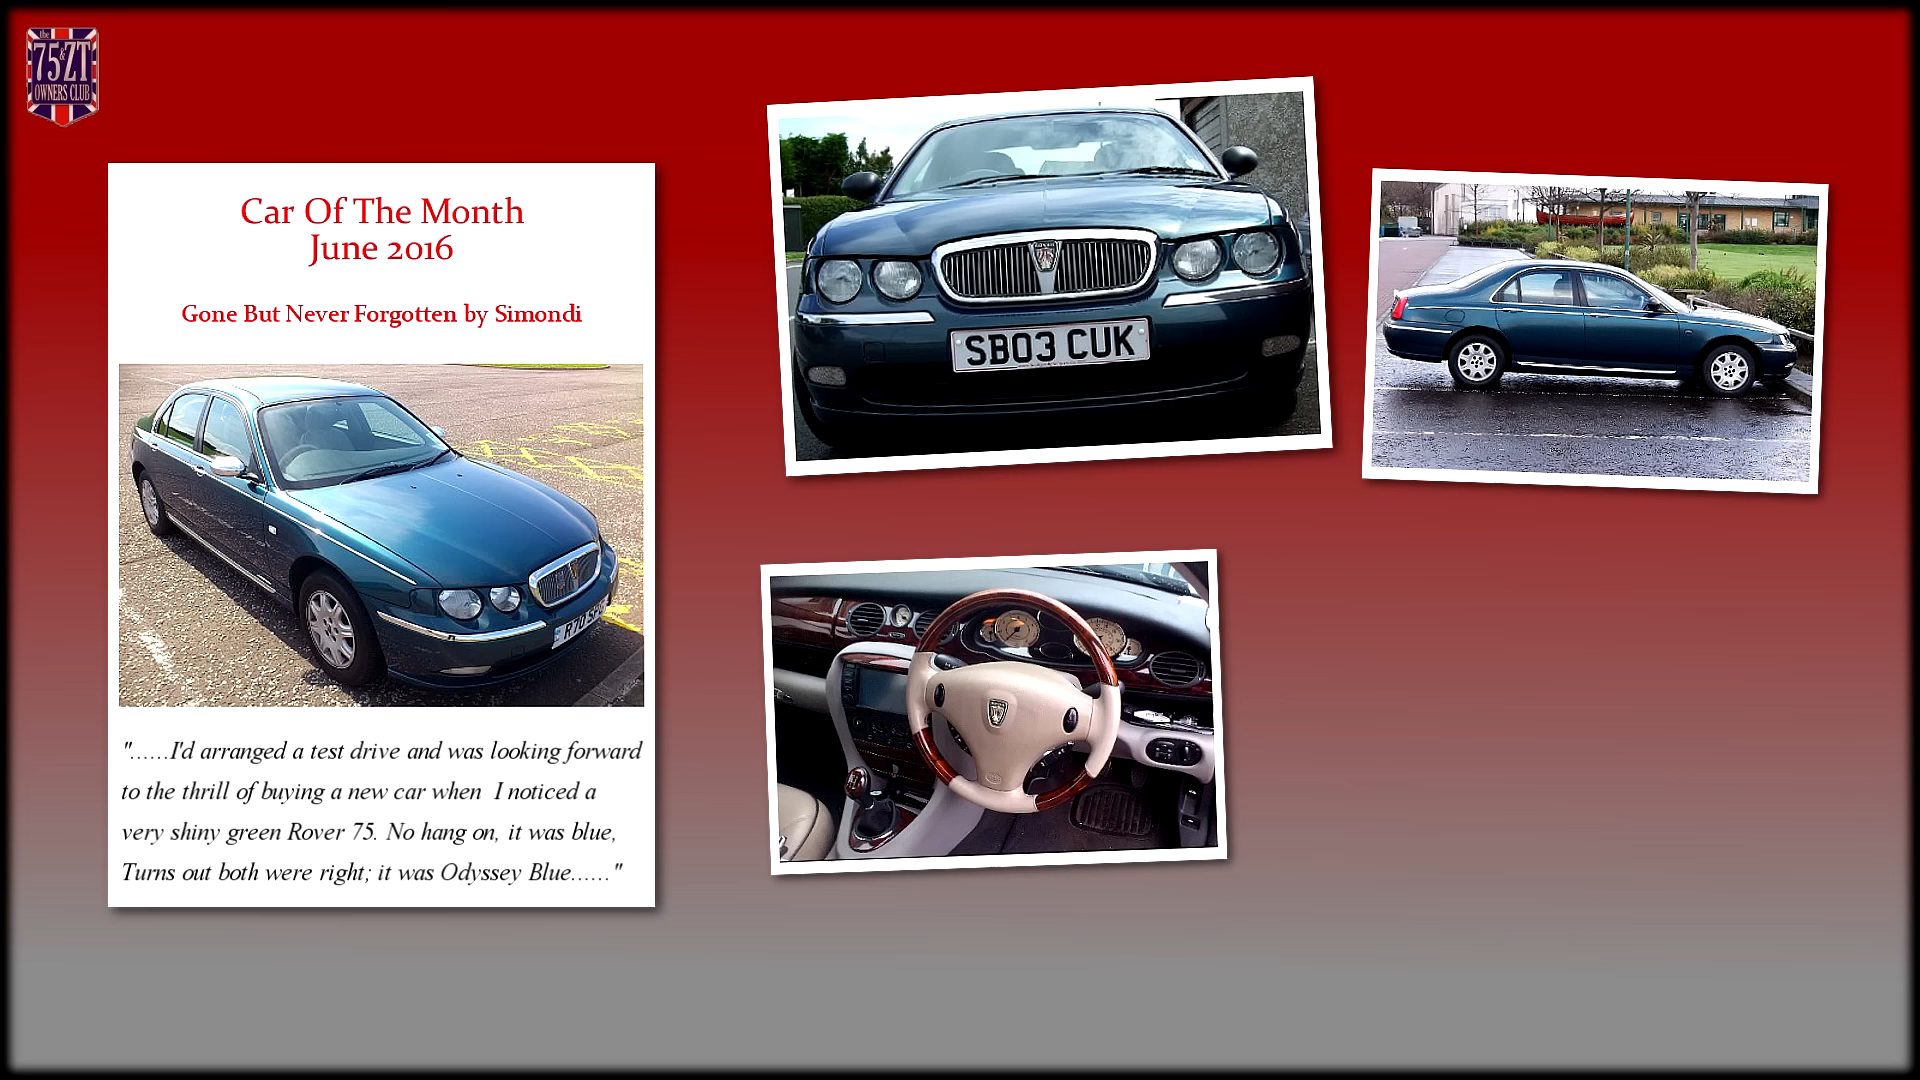 the
75 & ZT
OWNERS CLUB
Car Of The Month
June 2016
Gone But Never Forgotten by Simondi
"......I'd arranged a test drive and was looking forward
to the thrill of buying a new car when I noticed a
very shiny green Rover 75. No hang on, it was blue,
Turns out both were right; it was Odyssey Blue......"
SB03 CUK